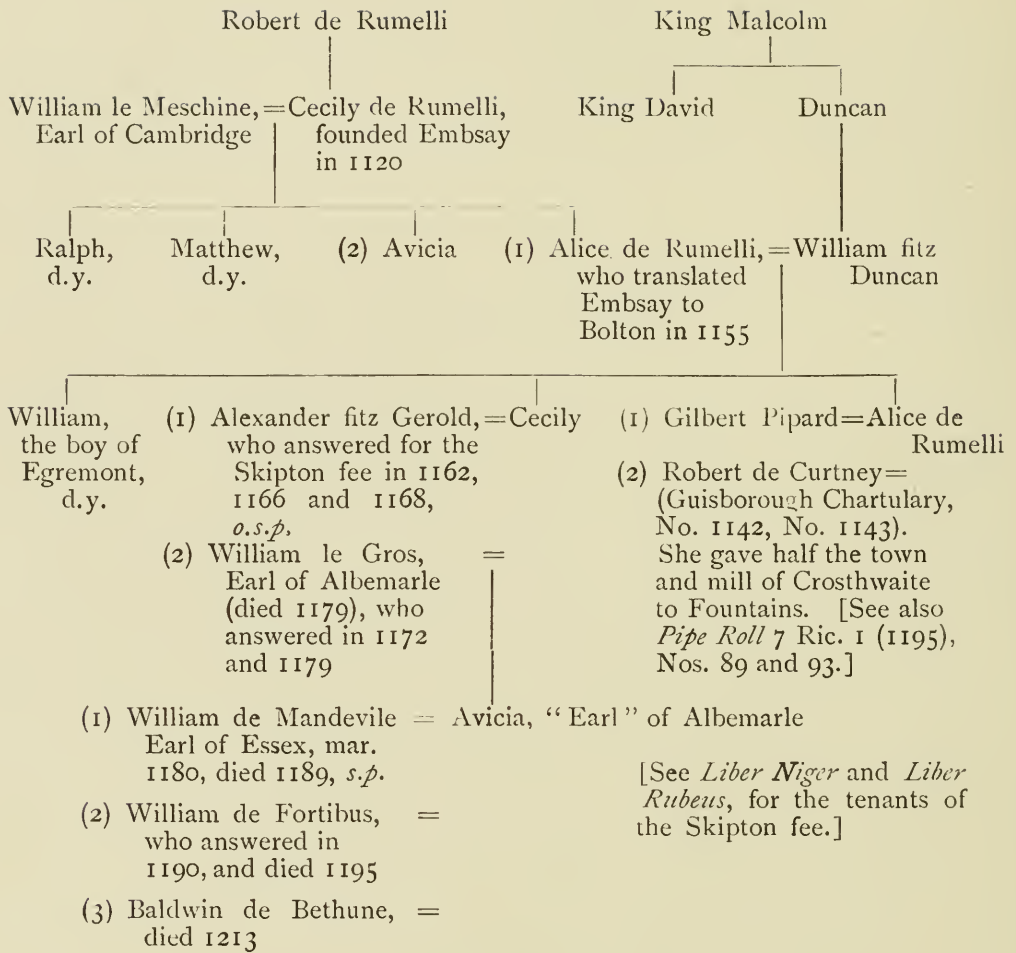 Robert de Rumelli
King Malcolm
William le Meschine, = Cecily de Rumelli,
Earl of Cambridge
founded Embsay
in 1120
King David
Duncan
Ralph,
d.y.
Matthew,
d.y.
(2) Avicia
(1) Alice de Rumelli, = William fitz
who translated
Duncan
Embsay to
Bolton in 1155
William,
the boy of
Egremont,
d.y.
(1) Alexander fitz Gerold, = Cecily
who answered for the
Skipton fee in 1162,
1166 and 1168,
o.s.p.
(2) William le Gros, =
Earl of Albemarle
(died 1179), who
answered in 1172
and 1179
(1) Gilbert Pipard = Alice de
Rumelli
(2) Robert de Curtney =
(Guisborough Chartulary,
No. 1142, No. 1143).
She gave half the town
and mill of Crosthwaite
to Fountains. [See also
Pipe Roll 7 Ric. 1 (1195),
Nos. 89 and 93.]
(1) William de Mandevile = Avicia, "Earl" of Albemarle
Earl of Essex, mar.
1180, died 1189, s.p.
(2) William de Fortibus, =
who answered in
1190, and died 1195
(3) Baldwin de Bethune, =
died 1213
[See Liber Niger and Liber
Rubeus, for the tenants of
the Skipton fee.]